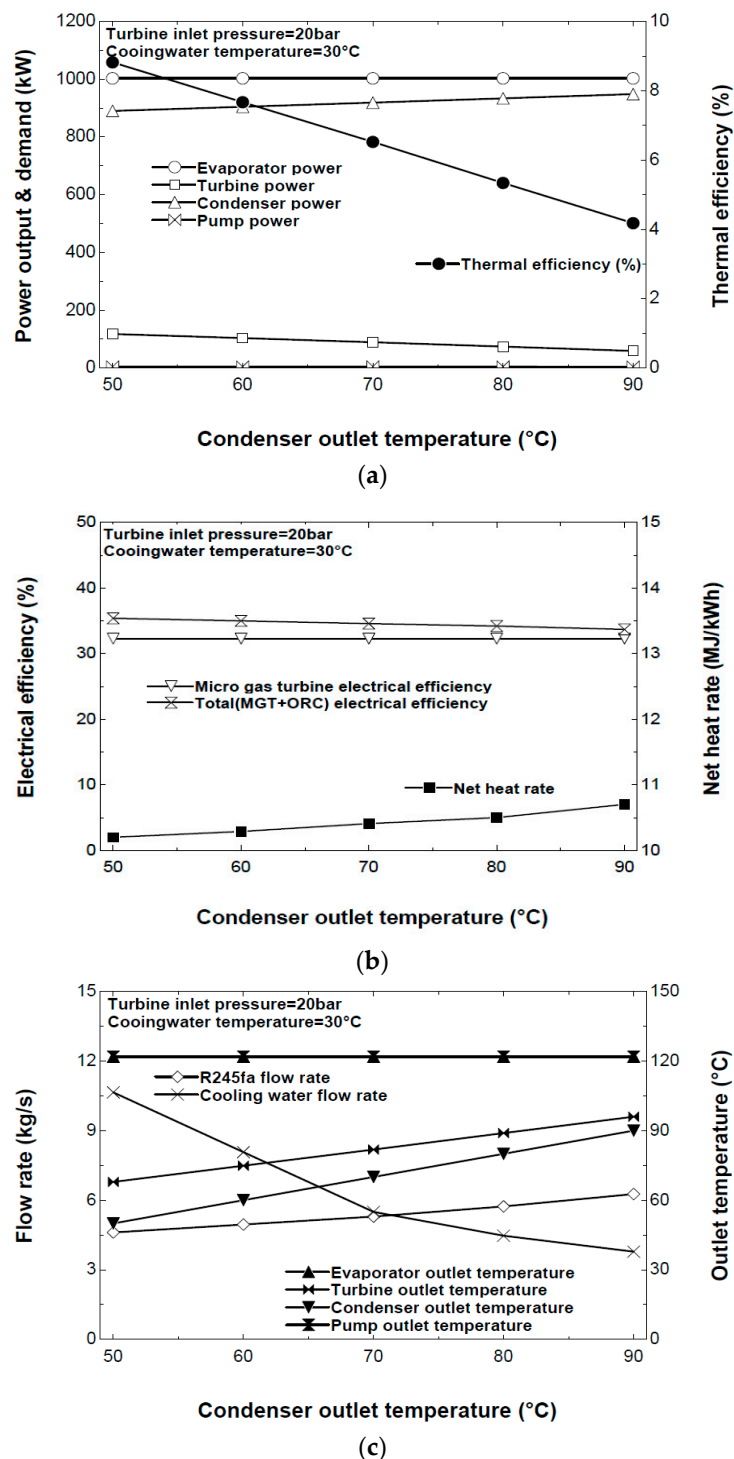 Turbine inlet pressure=20bar
Cooingwater temperature=30°C
Power output & demand (kW)
1200
1000
800
600
400
200
0
Evaporator power
Turbine power
Condenser power
Pump power
Thermal efficiency (%)
10
8
6
4
2
0
Thermal efficiency (%)
50 60 70 80 90
Condenser outlet temperature (°C)
(a)
Turbine inlet pressure=20bar
Cooingwater temperature=30°C
Electrical efficiency (%)
50
40
30
20
10
0
Micro gas turbine electrical efficiency
Total(MGT+ORC) electrical efficiency
Net heat rate
15
14
13
12
11
10
Net heat rate (MJ/kWh)
50 60 70 80 90
Condenser outlet temperature (°C)
(b)
Turbine inlet pressure=20bar
Cooingwater temperature=30°C
Flow rate (kg/s)
15
12
9
6
3
0
R245fa flow rate
Cooling water flow rate
Evaporator outlet temperature
Turbine outlet temperature
Condenser outlet temperature
Pump outlet temperature
150
120
90
60
30
0
Outlet temperature (°C)
50 60 70 80 90
Condenser outlet temperature (°C)
(c)